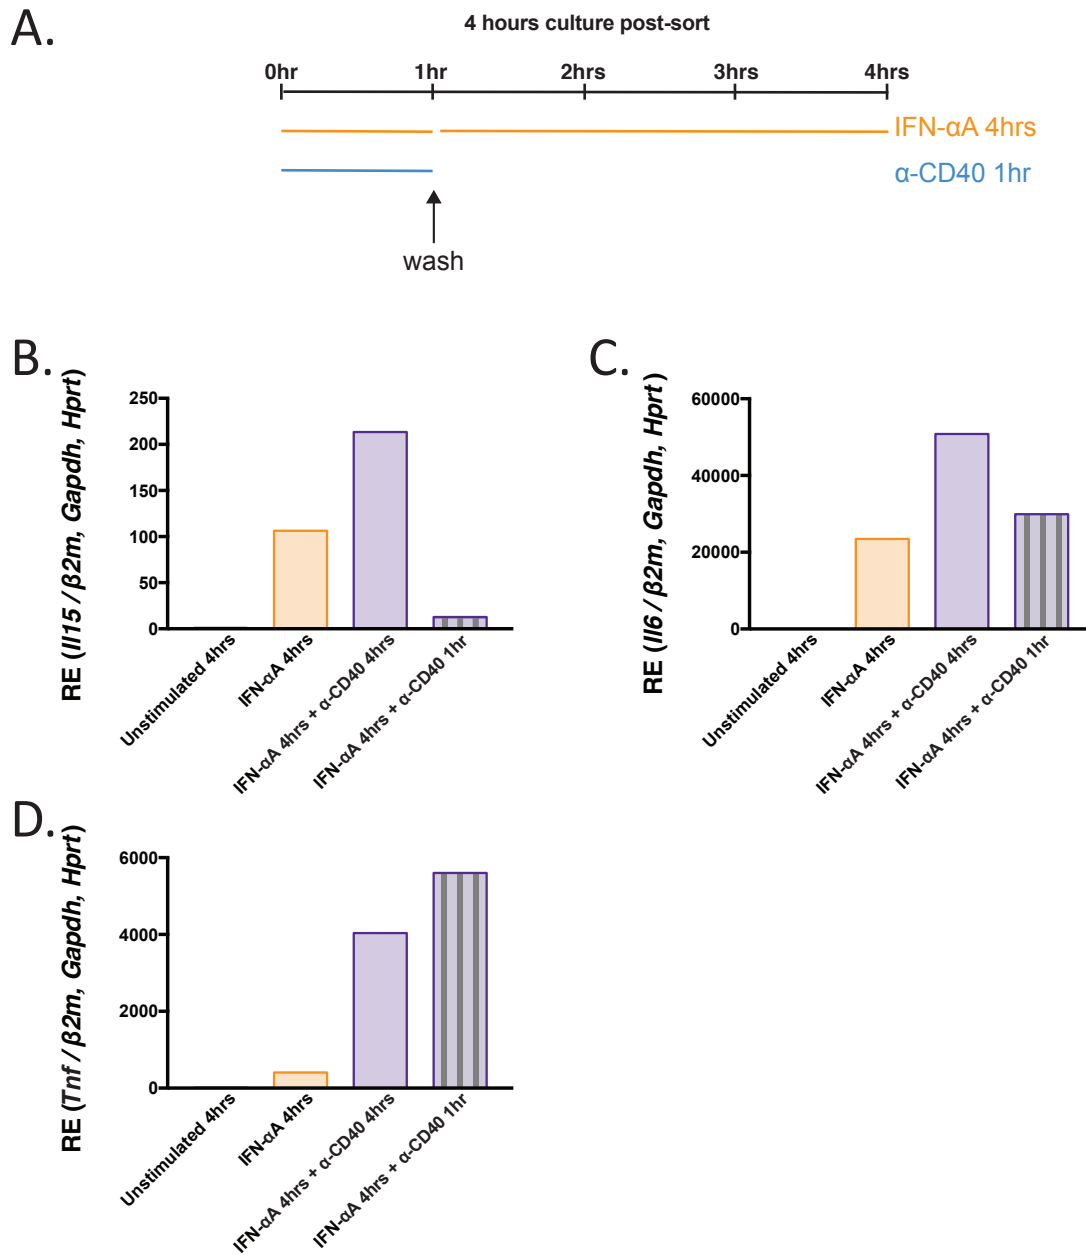 A.
4 hours culture post-sort
0hr 1hr 2hrs 3hrs 4hrs
IFN-αA 4hrs
α-CD40 1hr
wash
B.
RE (Il15 / β2m, Gapdh, Hprt)
250
200
150
100
50
0
Unstimulated 4hrs
IFN-αA 4hrs
IFN-αA 4hrs + α-CD40 4hrs
IFN-αA 4hrs + α-CD40 1hr
C.
RE (Il6 / β2m, Gapdh, Hprt)
60000
40000
20000
0
Unstimulated 4hrs
IFN-αA 4hrs
IFN-αA 4hrs + α-CD40 4hrs
IFN-αA 4hrs + α-CD40 1hr
D.
RE (Tnf / β2m, Gapdh, Hprt)
6000
4000
2000
0
Unstimulated 4hrs
IFN-αA 4hrs
IFN-αA 4hrs + α-CD40 4hrs
IFN-αA 4hrs + α-CD40 1hr